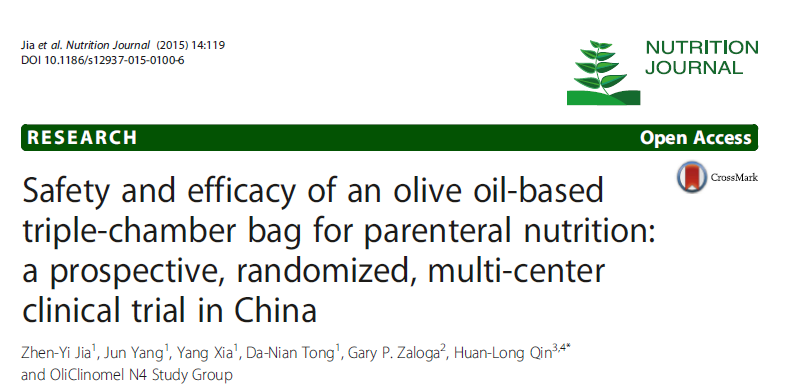 Jia et al. Nutrition Journal (2015) 14:119
DOI 10.1186/s12937-015-0100-6
NUTRITION
JOURNAL
RESEARCH
Open Access
CrossMark
Safety and efficacy of an olive oil-based
triple-chamber bag for parenteral nutrition:
a prospective, randomized, multi-center
clinical trial in China
Zhen-Yi Jia1, Jun Yang1, Yang Xia1, Da-Nian Tong1, Gary P. Zaloga2, Huan-Long Qin3,4*
and OliClinomel N4 Study Group